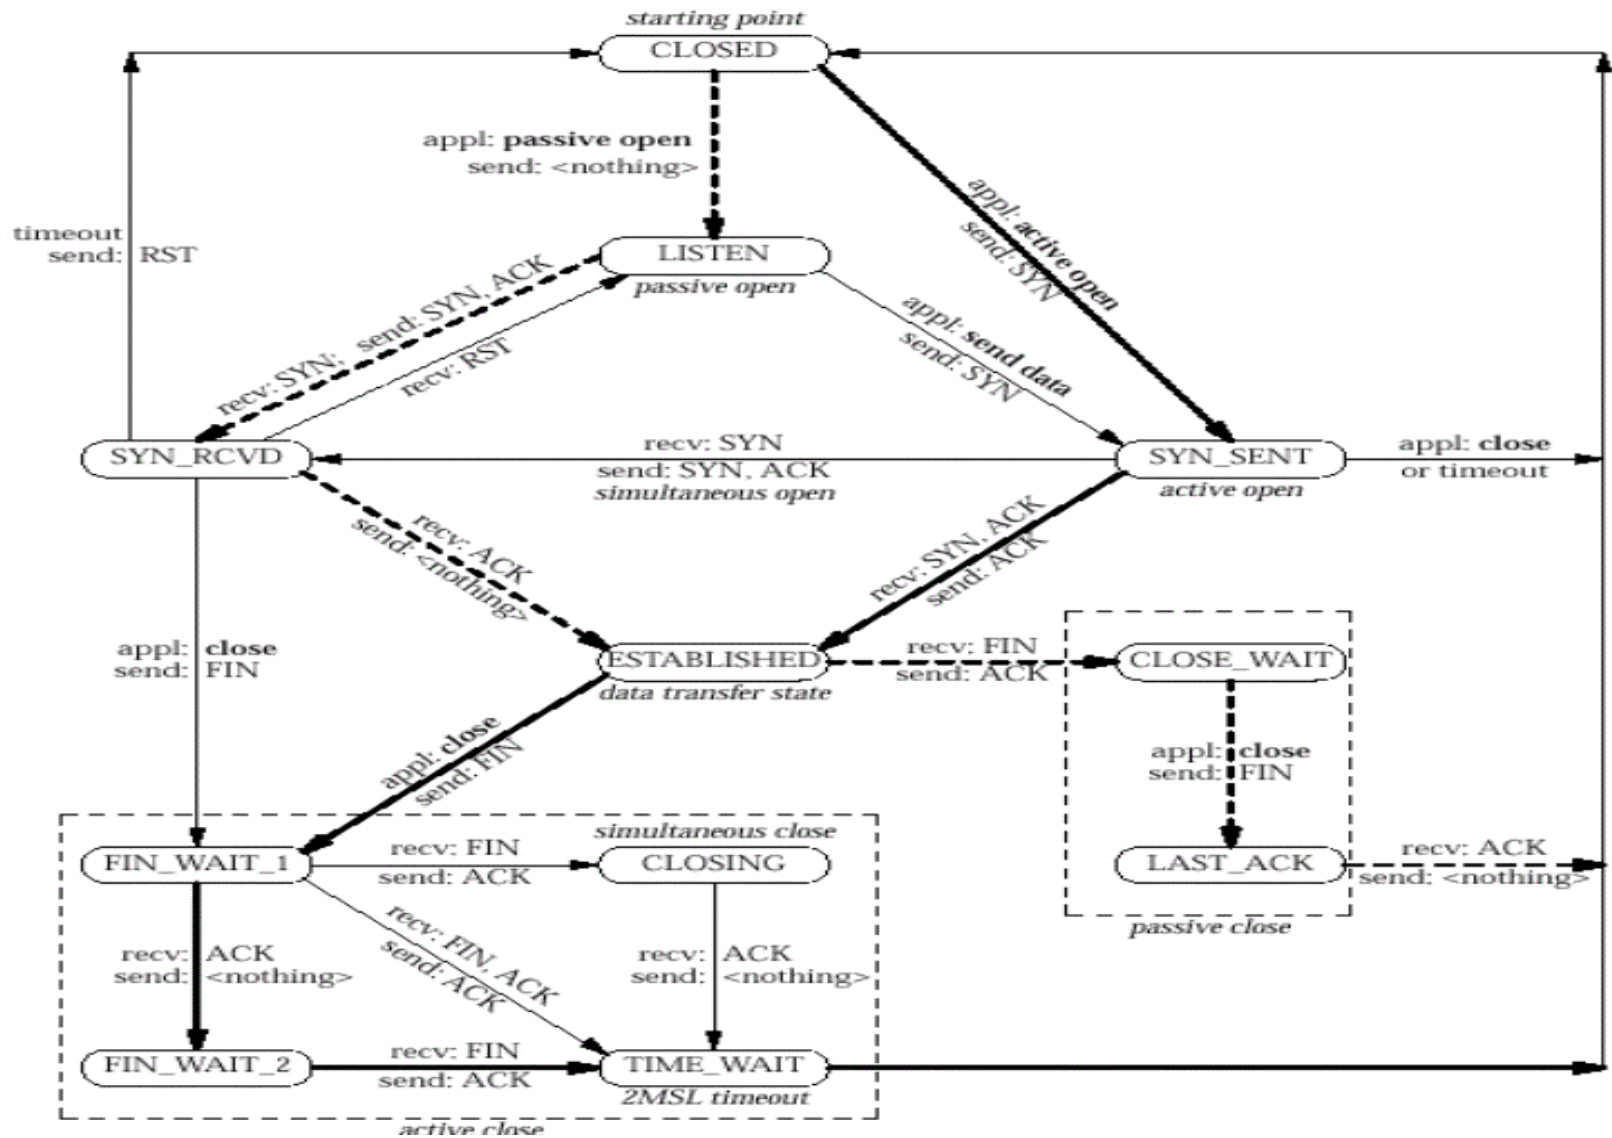 starting point
CLOSED
appl: passive open
send: <nothing>
appl: active open
send: SYN
timeout
send: RST
LISTEN
passive open
recv: SYN; send: SYN, ACK
recv: RST
appl: send data
send: SYN
SYN_RCVD
recv: SYN
send: SYN, ACK
simultaneous open
SYN_SENT
active open
appl: close
or timeout
recv: ACK
send: <nothing>
recv: SYN, ACK
send: ACK
appl: close
send: FIN
ESTABLISHED
data transfer state
recv: FIN
send: ACK
CLOSE_WAIT
appl: close
send: FIN
appl: close
send: FIN
LAST_ACK
recv: ACK
send: <nothing>
passive close
simultaneous close
FIN_WAIT_1
recv: FIN
send: ACK
CLOSING
recv: ACK
send: <nothing>
recv: FIN, ACK
send: ACK
recv: ACK
send: <nothing>
FIN_WAIT_2
recv: FIN
send: ACK
TIME_WAIT
2MSL timeout
active close